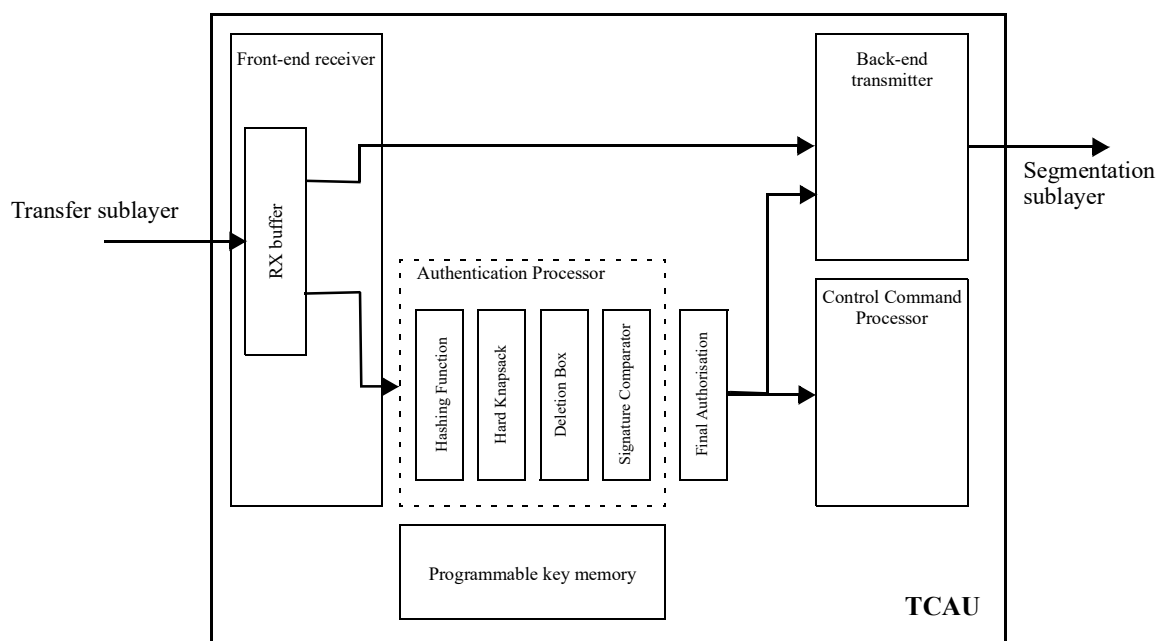 Front-end receiver
Back-end
transmitter
Transfer sublayer
RX buffer
Segmentation
sublayer
Authentication Processor
Hashing Function
Hard Knapsack
Deletion Box
Signature Comparator
Final Authorisation
Control Command
Processor
Programmable key memory
TCAU